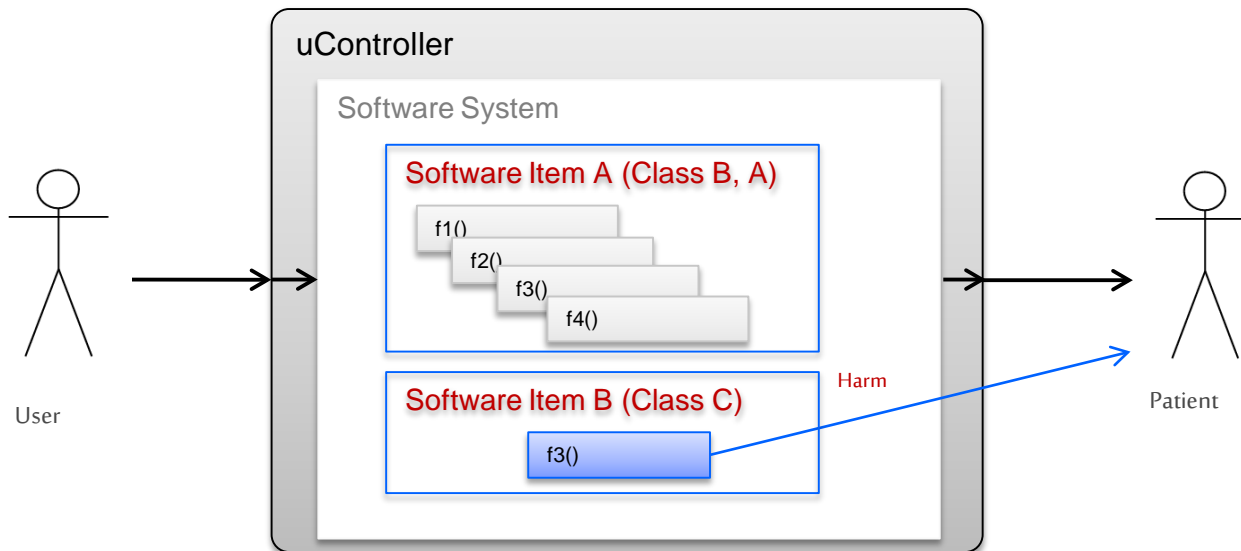 uController
Software System
Software Item A (Class B, A)
f1()
f2()
f3()
f4()
Harm
Software Item B (Class C)
f3()
User
Patient